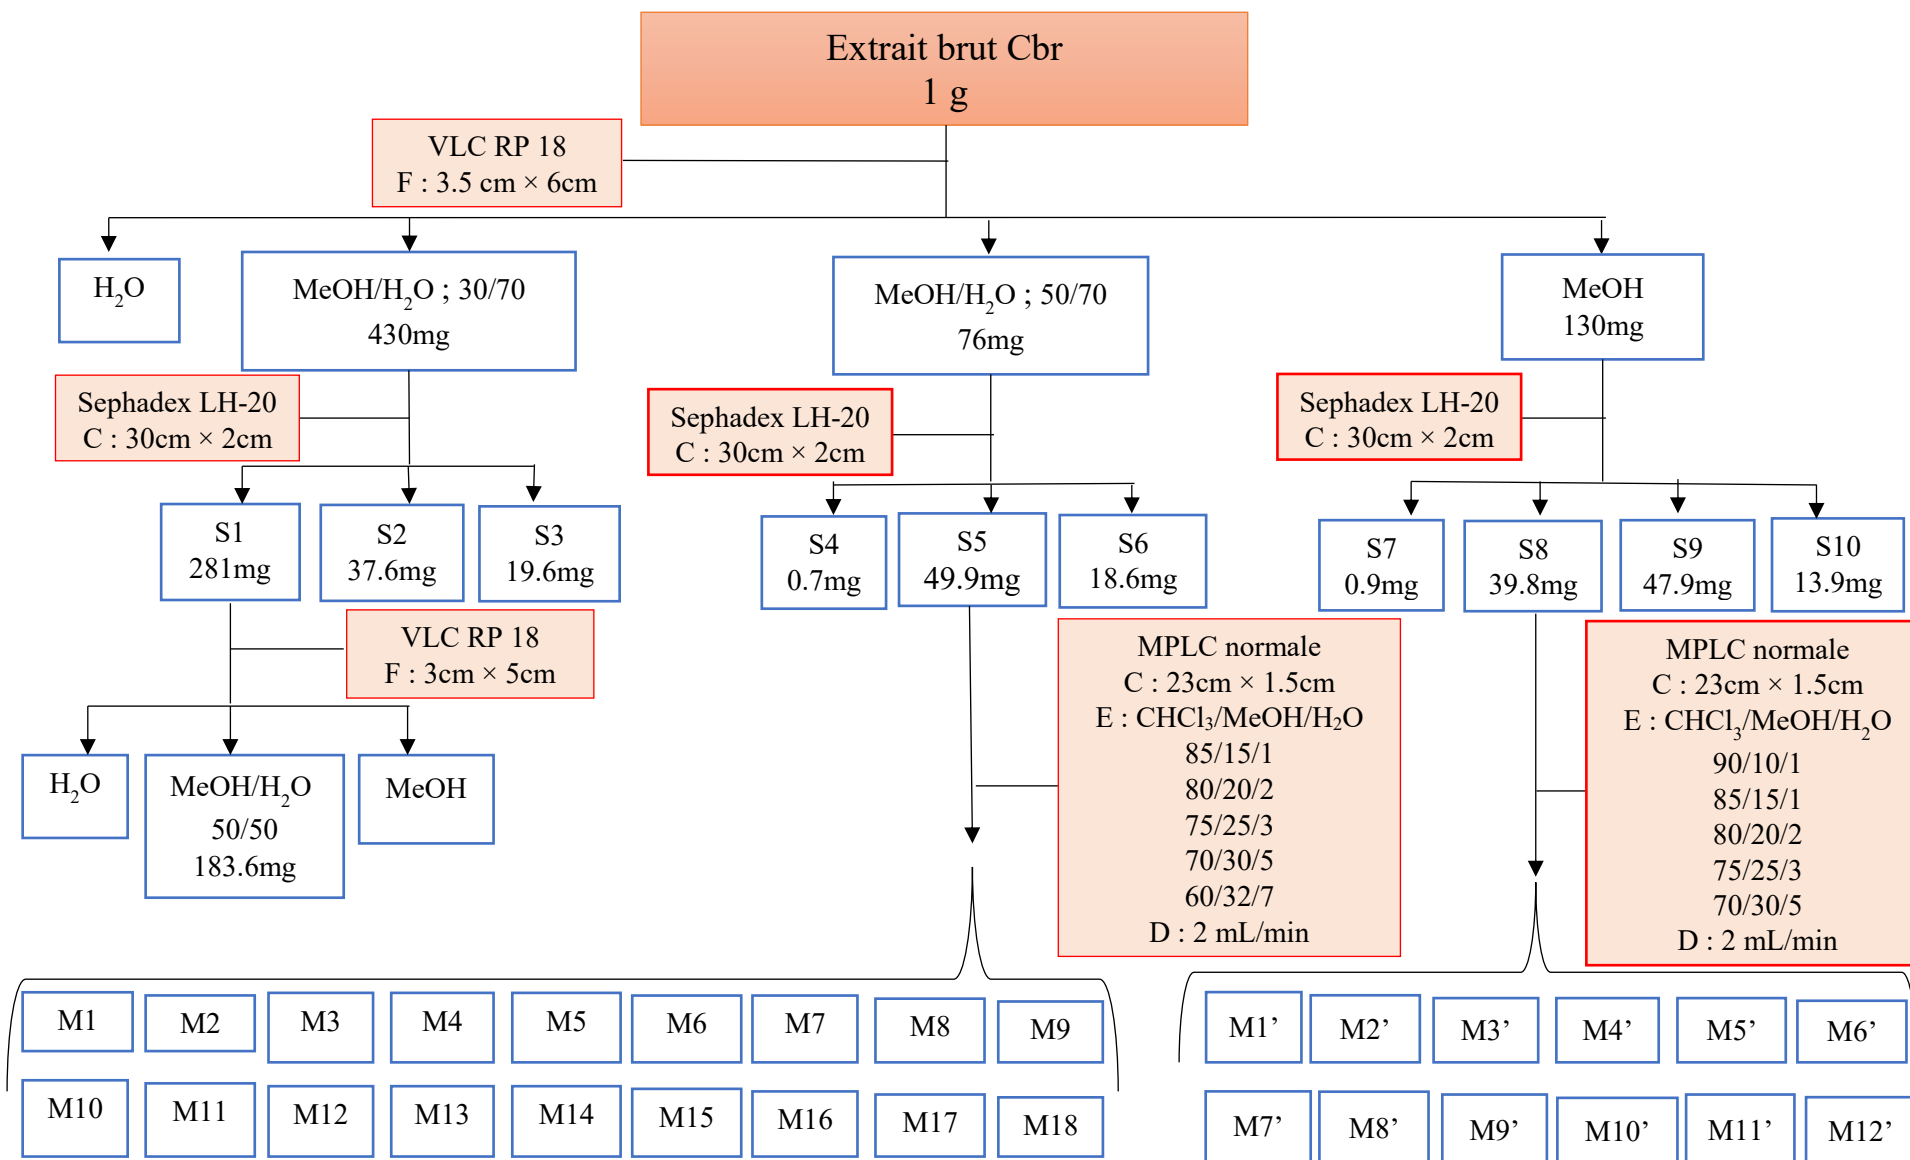 Extrait brut Cbr
1 g
VLC RP 18
F : 3.5 cm × 6cm
H₂O
MeOH/H₂O ; 30/70
430mg
MeOH/H₂O ; 50/70
76mg
MeOH
130mg
Sephadex LH-20
C : 30cm × 2cm
Sephadex LH-20
C : 30cm × 2cm
Sephadex LH-20
C : 30cm × 2cm
S1
281mg
S2
37.6mg
S3
19.6mg
S4
0.7mg
S5
49.9mg
S6
18.6mg
S7
0.9mg
S8
39.8mg
S9
47.9mg
S10
13.9mg
VLC RP 18
F : 3cm × 5cm
H₂O
MeOH/H₂O
50/50
183.6mg
MeOH
MPLC normale
C : 23cm × 1.5cm
E : CHCl₃/MeOH/H₂O
85/15/1
80/20/2
75/25/3
70/30/5
60/32/7
D : 2 mL/min
MPLC normale
C : 23cm × 1.5cm
E : CHCl₃/MeOH/H₂O
90/10/1
85/15/1
80/20/2
75/25/3
70/30/5
D : 2 mL/min
M1 M2 M3 M4 M5 M6 M7 M8 M9
M10 M11 M12 M13 M14 M15 M16 M17 M18
M1’ M2’ M3’ M4’ M5’ M6’
M7’ M8’ M9’ M10’ M11’ M12’